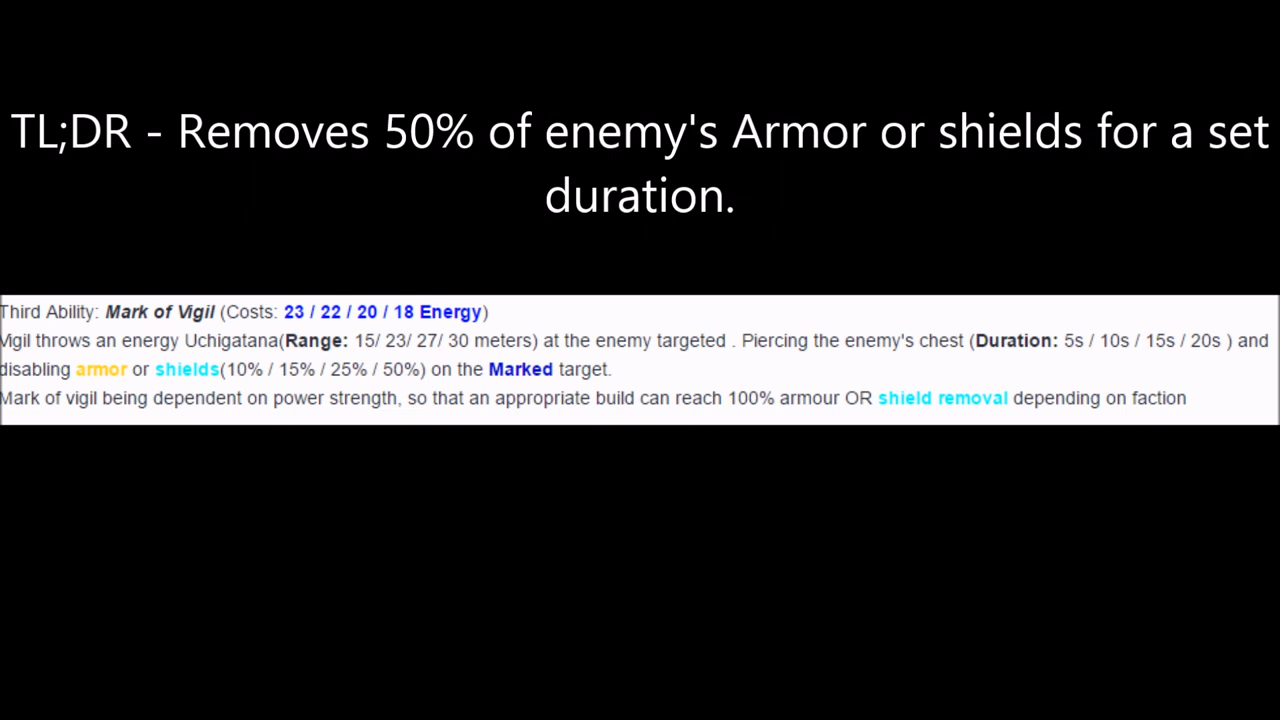 TL;DR - Removes 50% of enemy's Armor or shields for a set
duration.
Third Ability: Mark of Vigil (Costs: 23 / 22 / 20 / 18 Energy)
Vigil throws an energy Uchigatana(Range: 15/ 23/ 27/ 30 meters) at the enemy targeted . Piercing the enemy's chest (Duration: 5s / 10s / 15s / 20s ) and
disabling armor or shields(10% / 15% / 25% / 50%) on the Marked target.
Mark of vigil being dependent on power strength, so that an appropriate build can reach 100% armour OR shield removal depending on faction